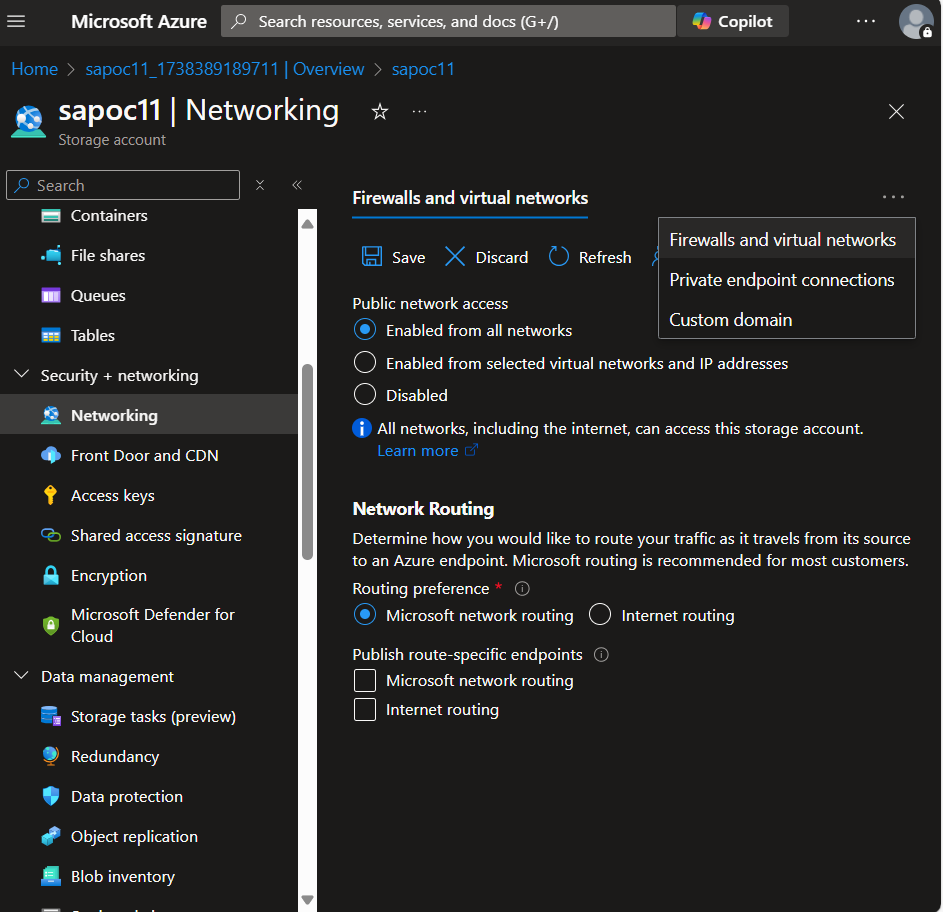 Microsoft Azure
Search resources, services, and docs (G+/)
Copilot
Home > sapoc11_1738389189711 | Overview > sapoc11
sapoc11 | Networking
Storage account
Search
Containers
File shares
Queues
Tables
Security + networking
Networking
Front Door and CDN
Access keys
Shared access signature
Encryption
Microsoft Defender for
Cloud
Data management
Storage tasks (preview)
Redundancy
Data protection
Object replication
Blob inventory
Firewalls and virtual networks
Firewalls and virtual networks
Private endpoint connections
Custom domain
Save Discard Refresh
Public network access
Enabled from all networks
Enabled from selected virtual networks and IP addresses
Disabled
All networks, including the internet, can access this storage account.
Learn more
Network Routing
Determine how you would like to route your traffic as it travels from its source
to an Azure endpoint. Microsoft routing is recommended for most customers.
Routing preference *
Microsoft network routing Internet routing
Publish route-specific endpoints
Microsoft network routing
Internet routing